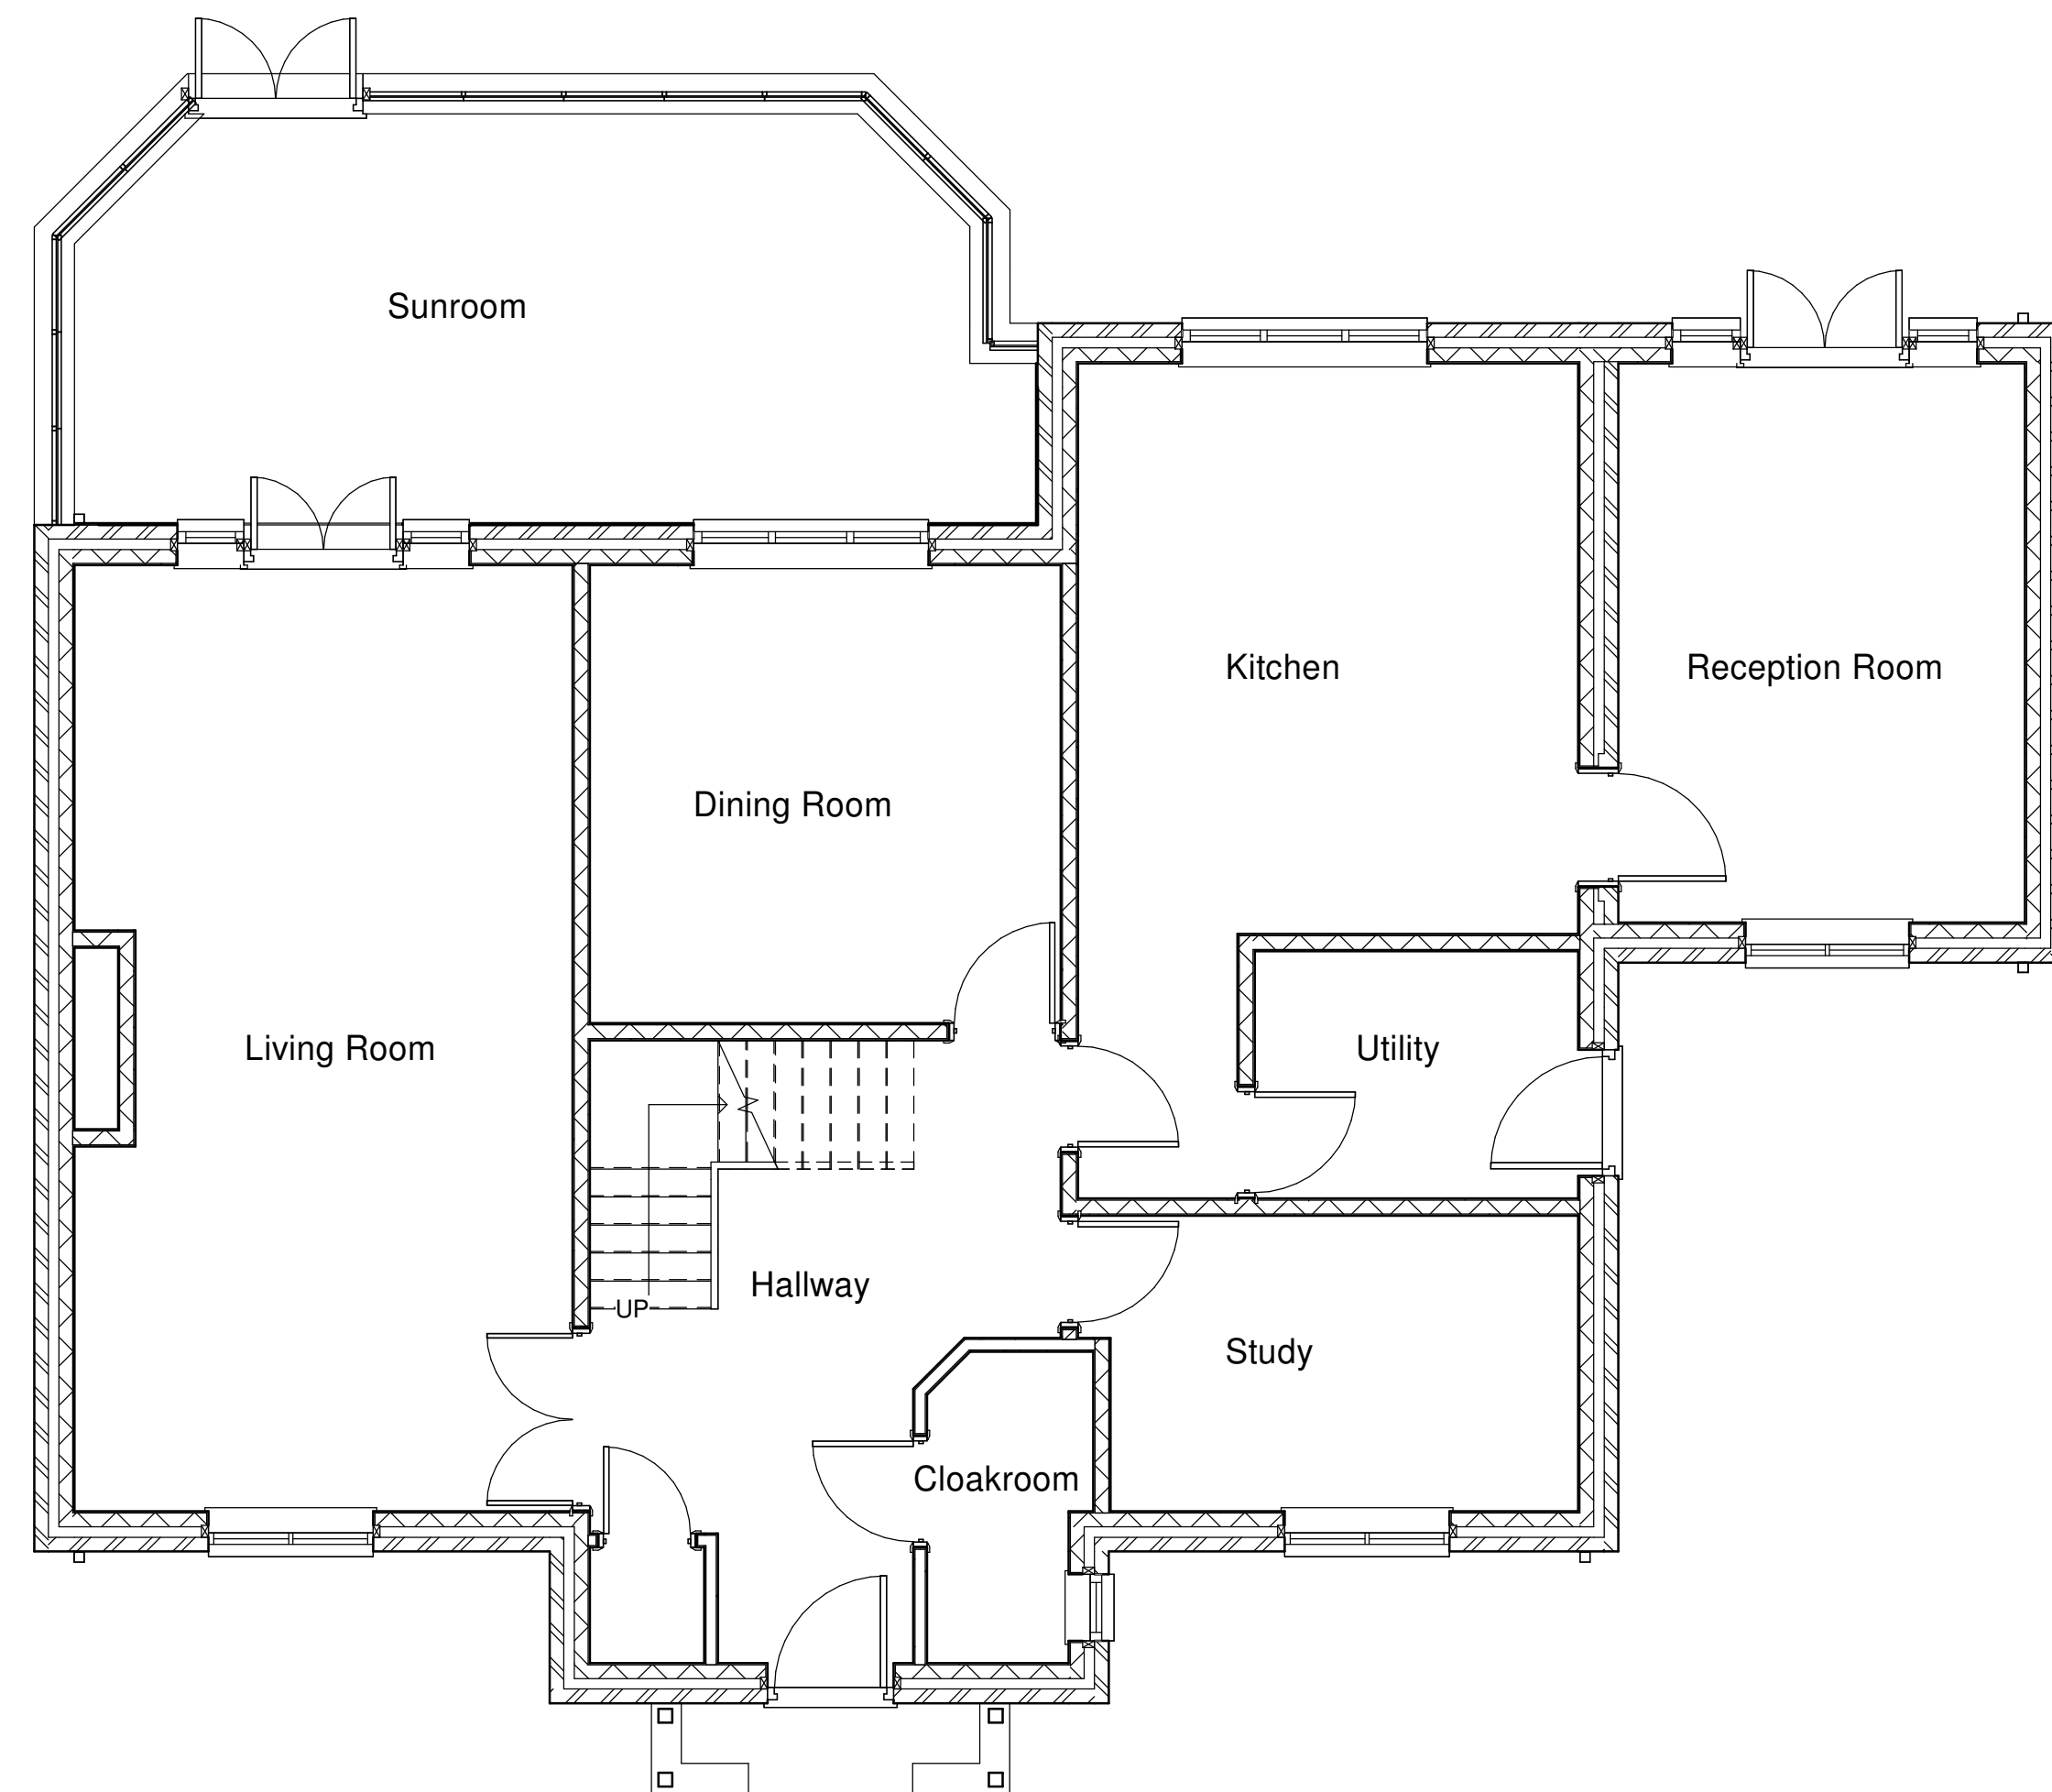 Sunroom
Kitchen
Reception Room
Dining Room
Living Room
Utility
Hallway
UP
Study
Cloakroom